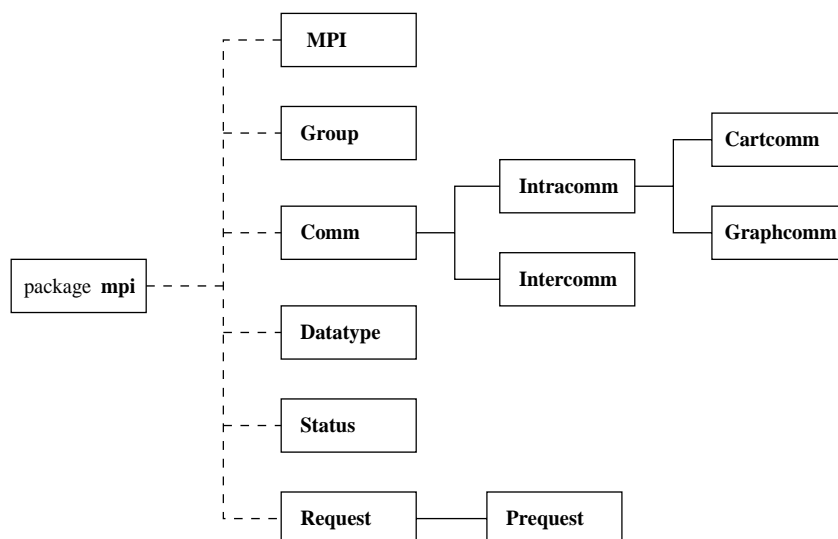 MPI
Group
Cartcomm
Intracomm
Comm
Graphcomm
package mpi
Intercomm
Datatype
Status
Request
Prequest